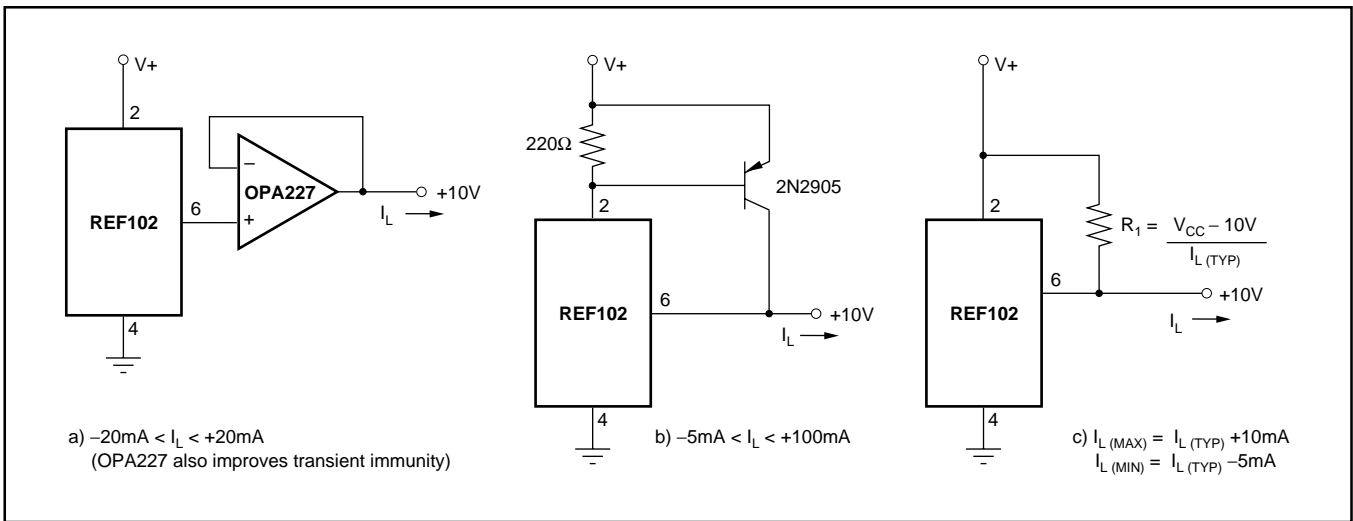 V+
2
REF102
6
4
−
+
OPA227
+10V
I_L
a) –20mA < I_L < +20mA
(OPA227 also improves transient immunity)
V+
220Ω
2N2905
2
REF102
6
+10V
I_L
4
b) –5mA < I_L < +100mA
V+
2
R_1 = V_CC – 10V
I_L (TYP)
REF102
6
+10V
I_L
4
c) I_L (MAX) = I_L (TYP) +10mA
I_L (MIN) = I_L (TYP) –5mA